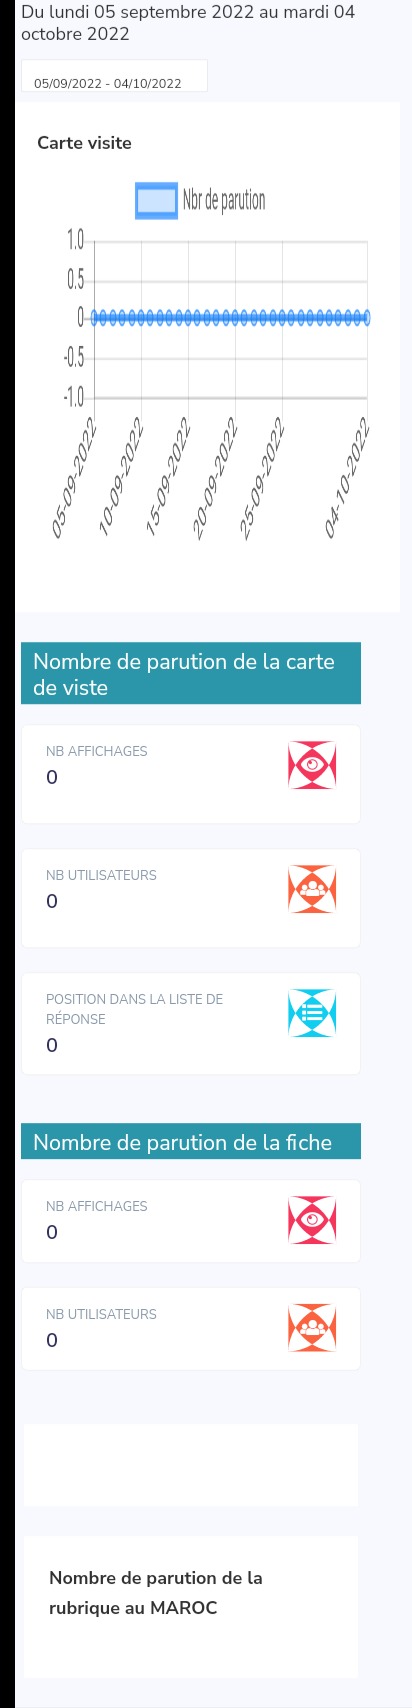 Du lundi 05 septembre 2022 au mardi 04
octobre 2022
05/09/2022 - 04/10/2022
Carte visite
Nbr de parution
1.0
0.5
0
-0.5
-1.0
05-09-2022
10-09-2022
15-09-2022
20-09-2022
25-09-2022
04-10-2022
Nombre de parution de la carte
de viste
NB AFFICHAGES
0
NB UTILISATEURS
0
POSITION DANS LA LISTE DE
RÉPONSE
0
Nombre de parution de la fiche
NB AFFICHAGES
0
NB UTILISATEURS
0
Nombre de parution de la
rubrique au MAROC